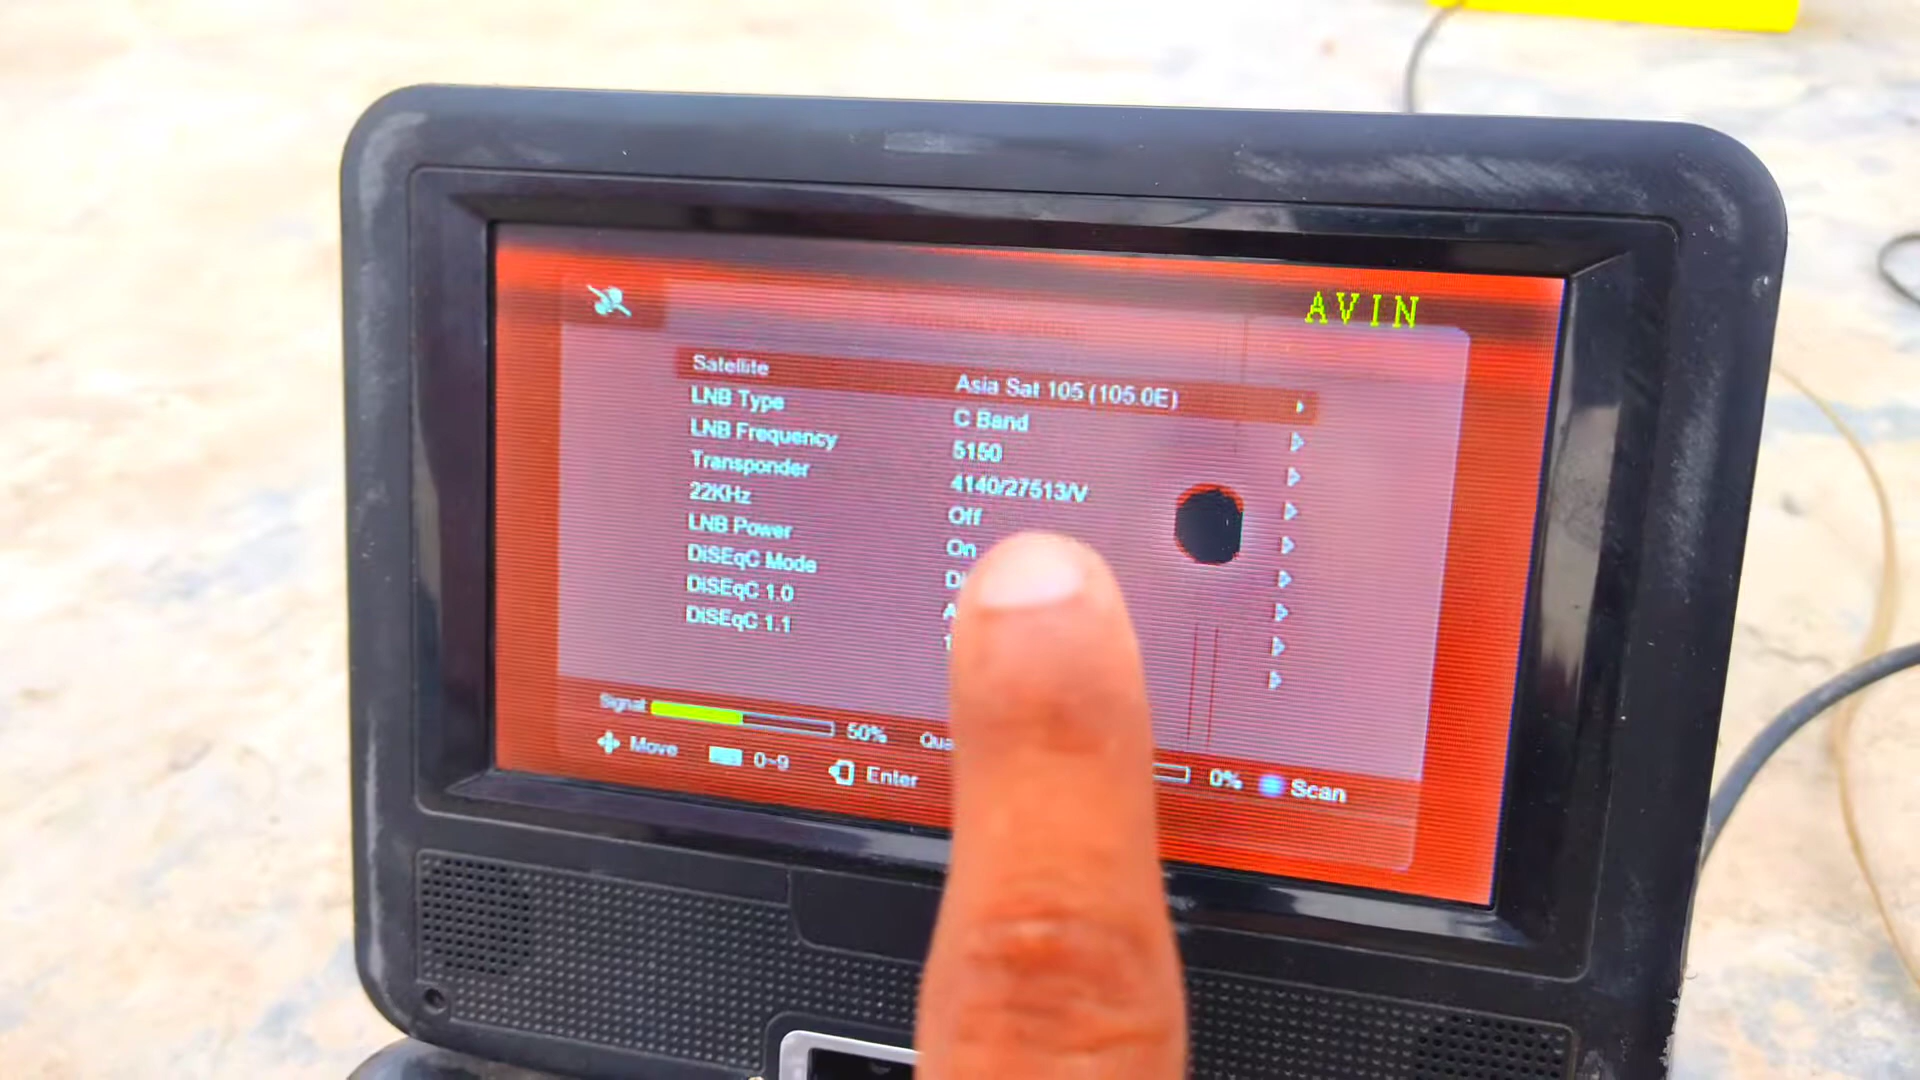 AVIN
Satellite Asia Sat 105 (105.0E)
LNB Type C Band
LNB Frequency 5150
Transponder 4140/27513/V
22KHz Off
LNB Power On
DiSEqC Mode
DiSEqC 1.0
DiSEqC 1.1
Signal 50% 0%
Move 0~9 Enter Scan